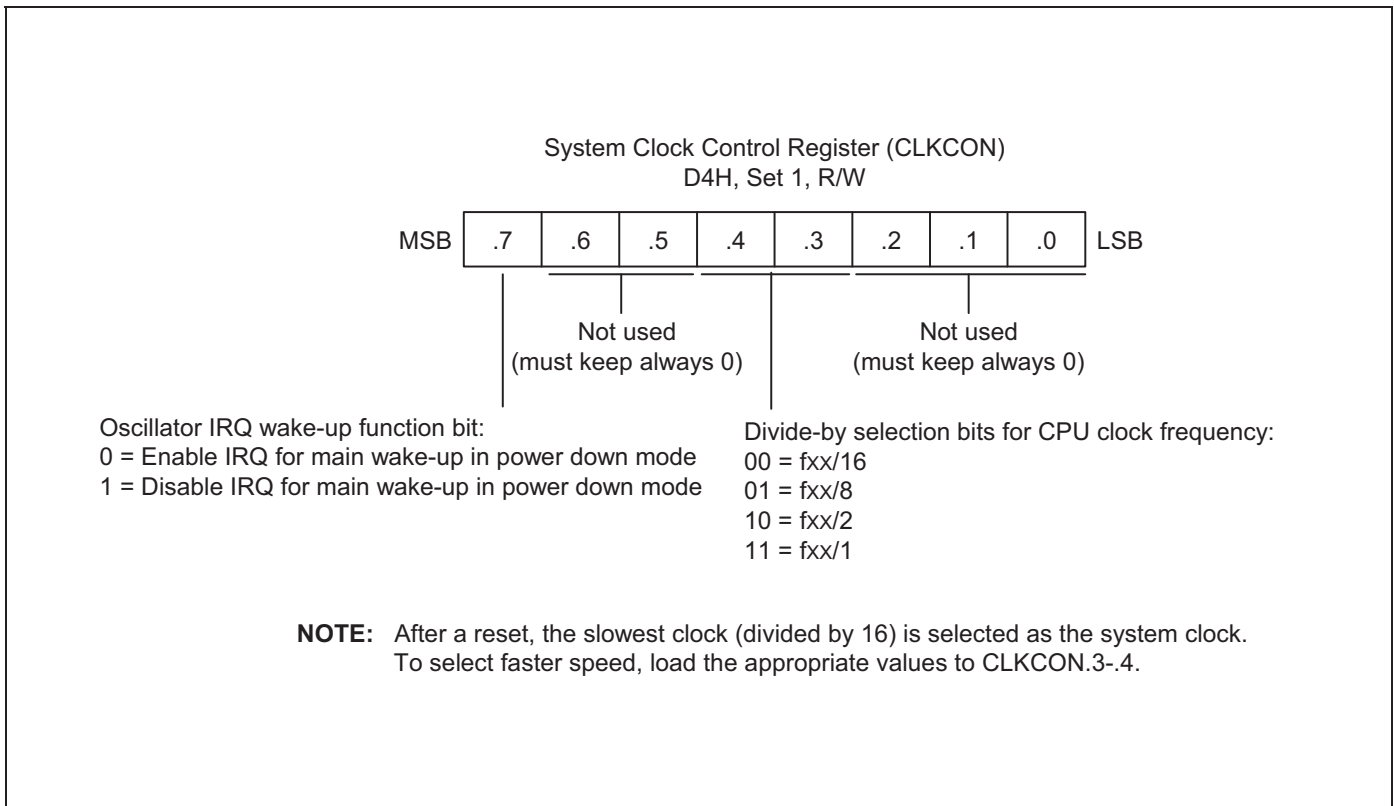 System Clock Control Register (CLKCON)
D4H, Set 1, R/W
MSB .7 .6 .5 .4 .3 .2 .1 .0 LSB
Not used
(must keep always 0)
Not used
(must keep always 0)
Oscillator IRQ wake-up function bit:
0 = Enable IRQ for main wake-up in power down mode
1 = Disable IRQ for main wake-up in power down mode
Divide-by selection bits for CPU clock frequency:
00 = fxx/16
01 = fxx/8
10 = fxx/2
11 = fxx/1
NOTE: After a reset, the slowest clock (divided by 16) is selected as the system clock.
To select faster speed, load the appropriate values to CLKCON.3-.4.